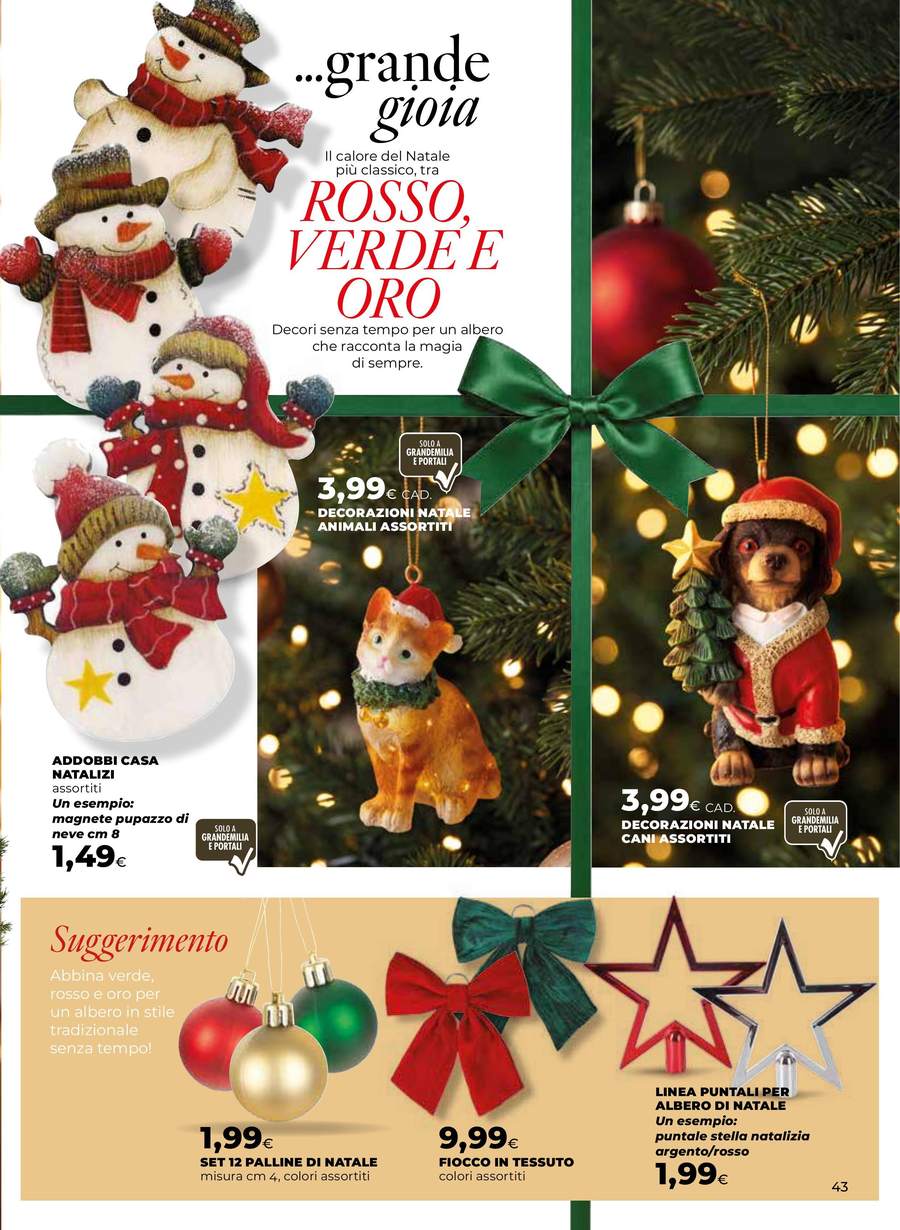 ...grande
gioia
Il calore del Natale
più classico, tra
ROSSO,
VERDE E
ORO
Decori senza tempo per un albero
che racconta la magia
di sempre.
SOLO A
GRANDEMILIA
E PORTALI
3,99€ CAD.
DECORAZIONI NATALE
ANIMALI ASSORTITI
ADDOBBI CASA
NATALIZI
assortiti
Un esempio:
magnete pupazzo di
neve cm 8
1,49€
SOLO A
GRANDEMILIA
E PORTALI
3,99€ CAD.
DECORAZIONI NATALE
CANI ASSORTITI
SOLO A
GRANDEMILIA
E PORTALI
Suggerimento
Abbina verde,
rosso e oro per
un albero in stile
tradizionale
senza tempo!
1,99€
SET 12 PALLINE DI NATALE
misura cm 4, colori assortiti
9,99€
FIOCCO IN TESSUTO
colori assortiti
LINEA PUNTALI PER
ALBERO DI NATALE
Un esempio:
puntale stella natalizia
argento/rosso
1,99€
43